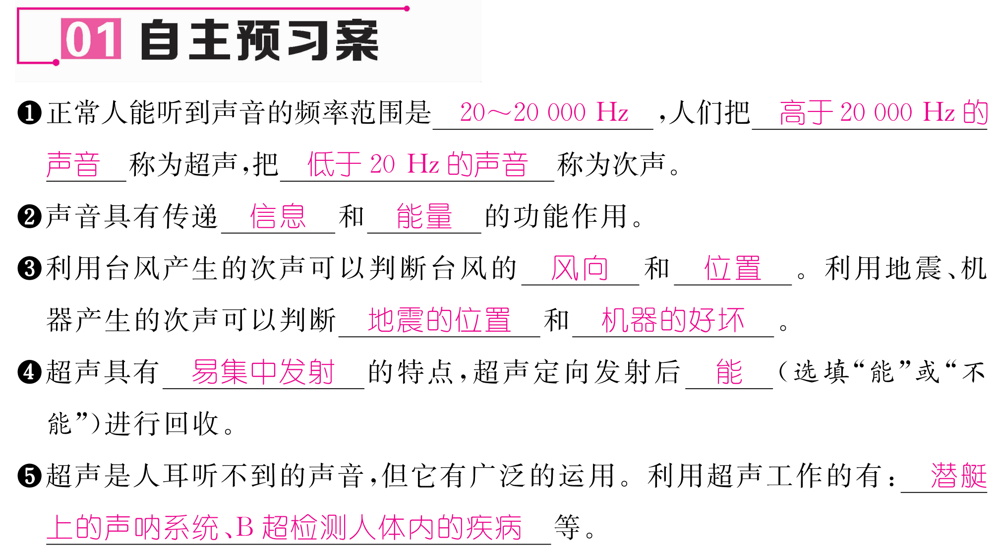 01 自主预习案
❶正常人能听到声音的频率范围是 20～20 000 Hz ,人们把 高于 20 000 Hz 的
声音 称为超声,把 低于 20 Hz 的声音 称为次声。
❷声音具有传递 信息 和 能量 的功能作用。
❸利用台风产生的次声可以判断台风的 风向 和 位置 。利用地震、机
器产生的次声可以判断 地震的位置 和 机器的好坏 。
❹超声具有 易集中发射 的特点,超声定向发射后 能 (选填“能”或“不
能”)进行回收。
❺超声是人耳听不到的声音,但它有广泛的运用。利用超声工作的有: 潜艇
上的声呐系统、B 超检测人体内的疾病 等。